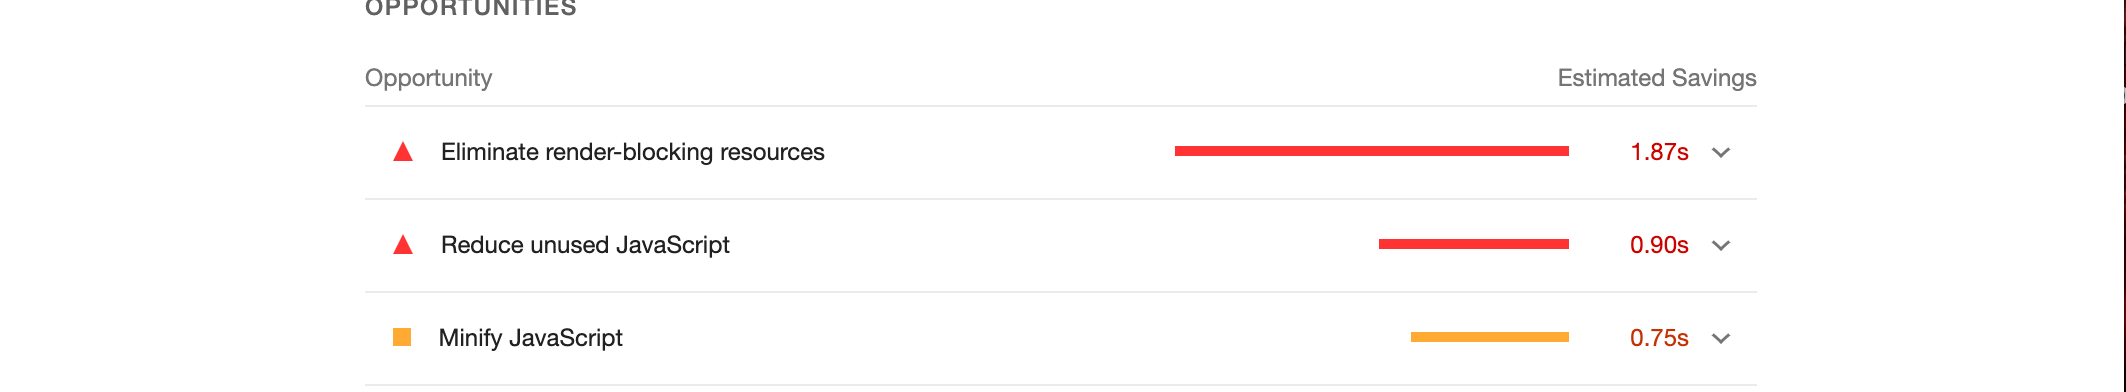 OPPORTUNITIES
Opportunity Estimated Savings
Eliminate render-blocking resources 1.87s
Reduce unused JavaScript 0.90s
Minify JavaScript 0.75s